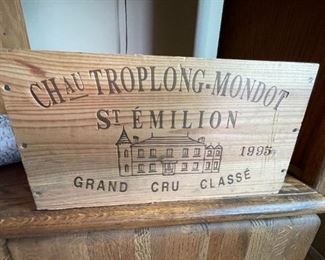 CHAU TROPLONG-MONDOT
ST ÉMILION
1995
GRAND CRU CLASSÉ